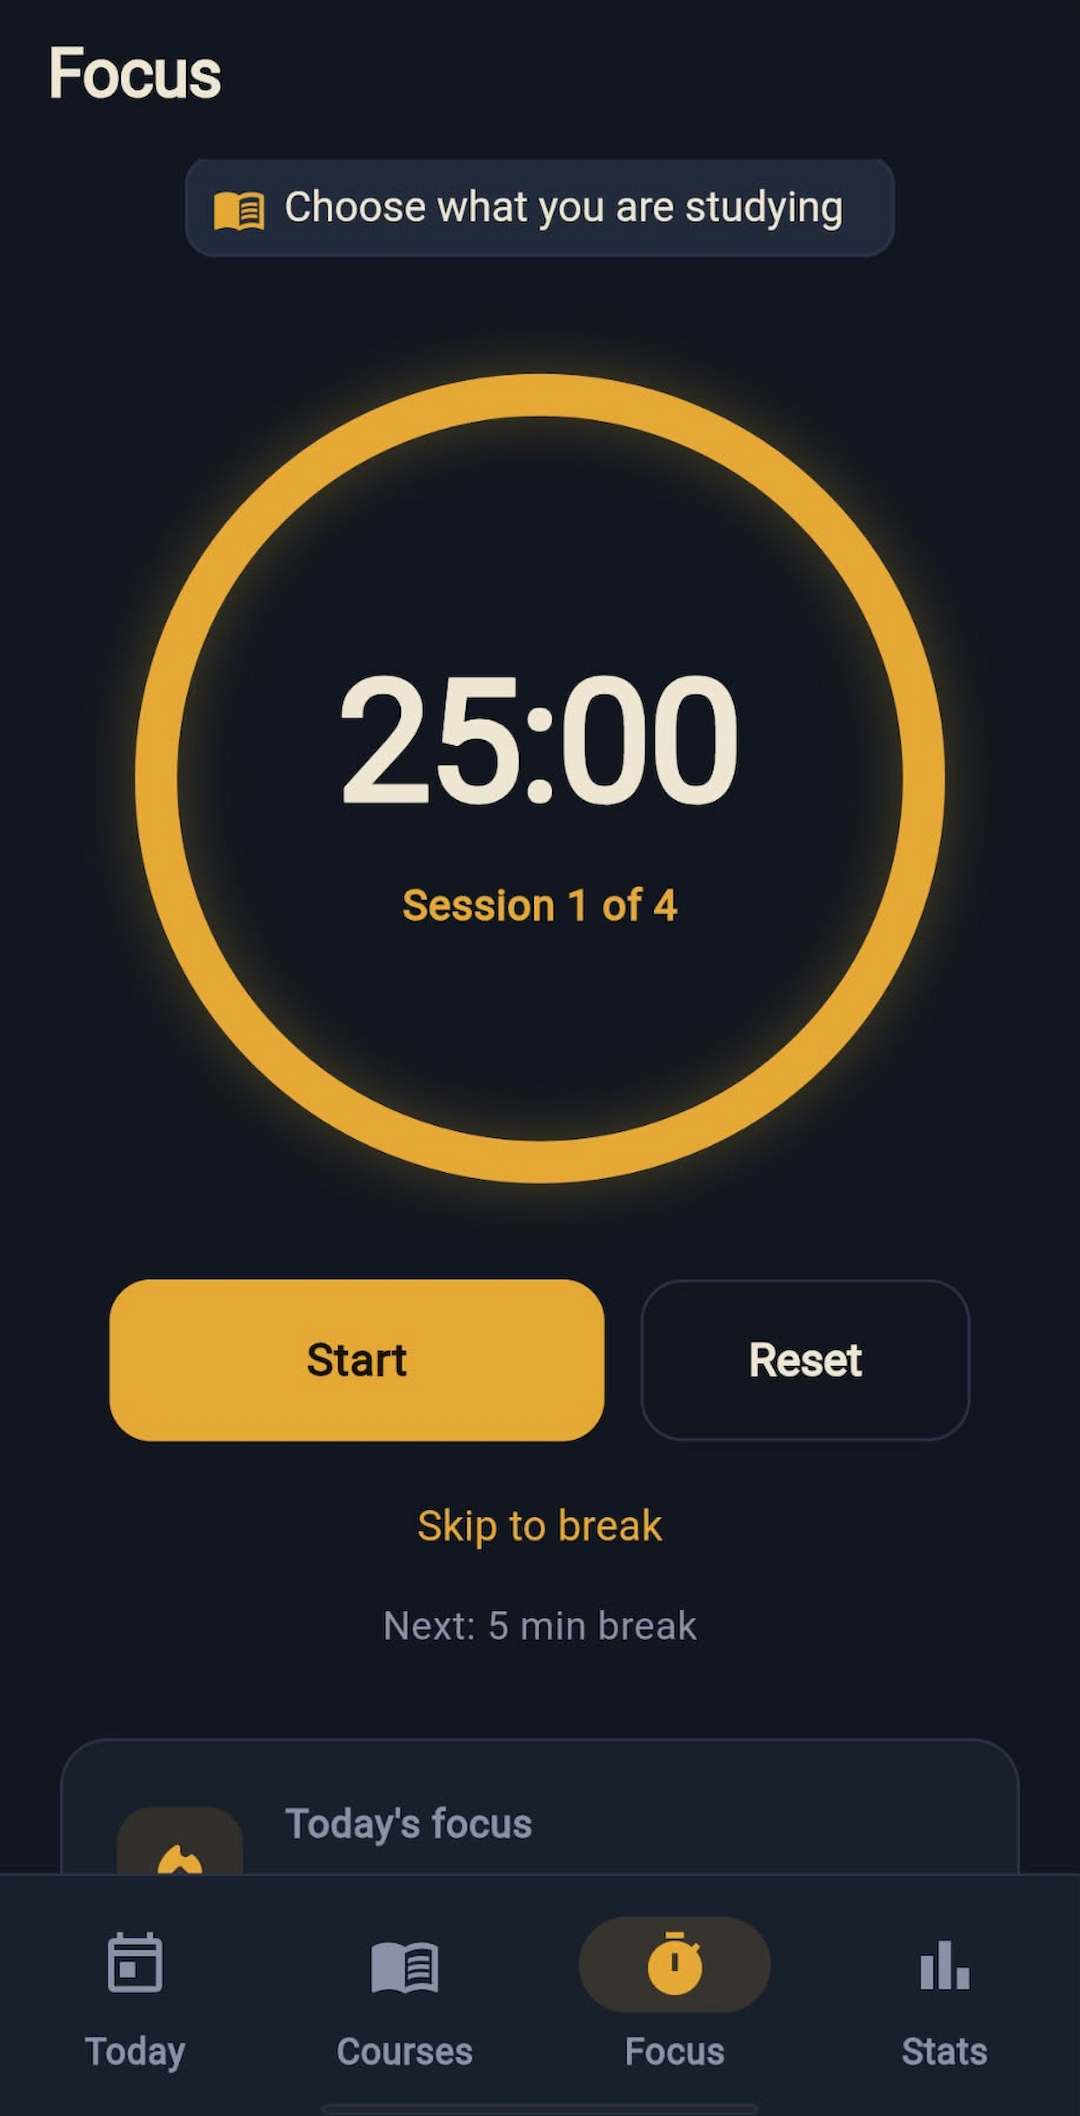 Focus
Choose what you are studying
25:00
Session 1 of 4
Start
Reset
Skip to break
Next: 5 min break
Today's focus
Today
Courses
Focus
Stats